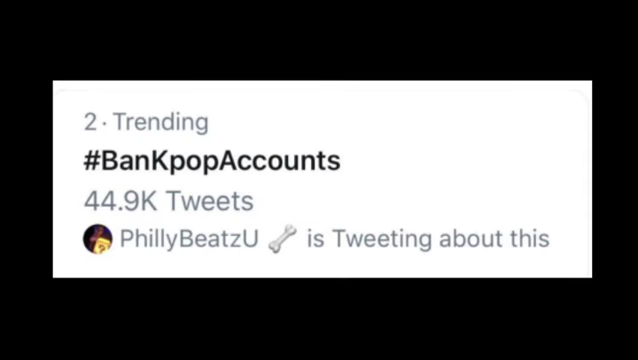 2 · Trending
#BanKpopAccounts
44.9K Tweets
PhillyBeatzU 🦴 is Tweeting about this